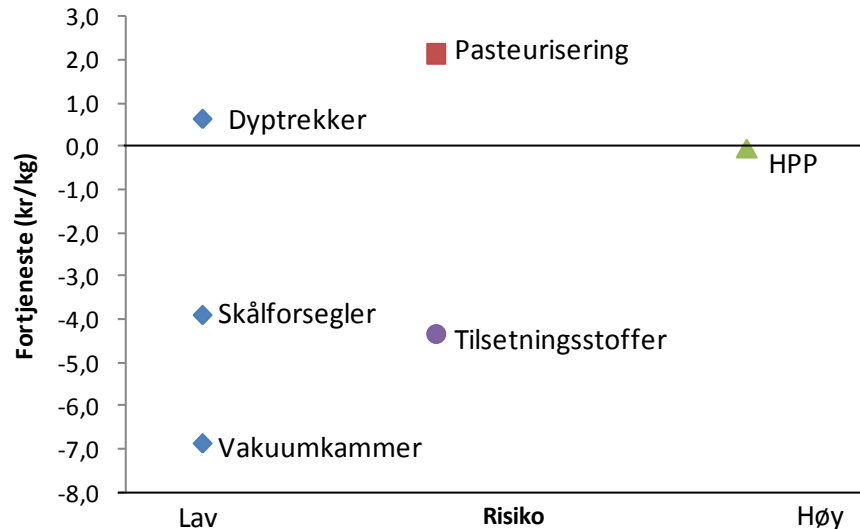 Fortjeneste (kr/kg)
3,0
2,0
1,0
0,0
-1,0
-2,0
-3,0
-4,0
-5,0
-6,0
-7,0
-8,0
Pasteurisering
Dyptrekker
HPP
Skålforsegler
Tilsetningsstoffer
Vakuumkammer
Lav
Risiko
Høy